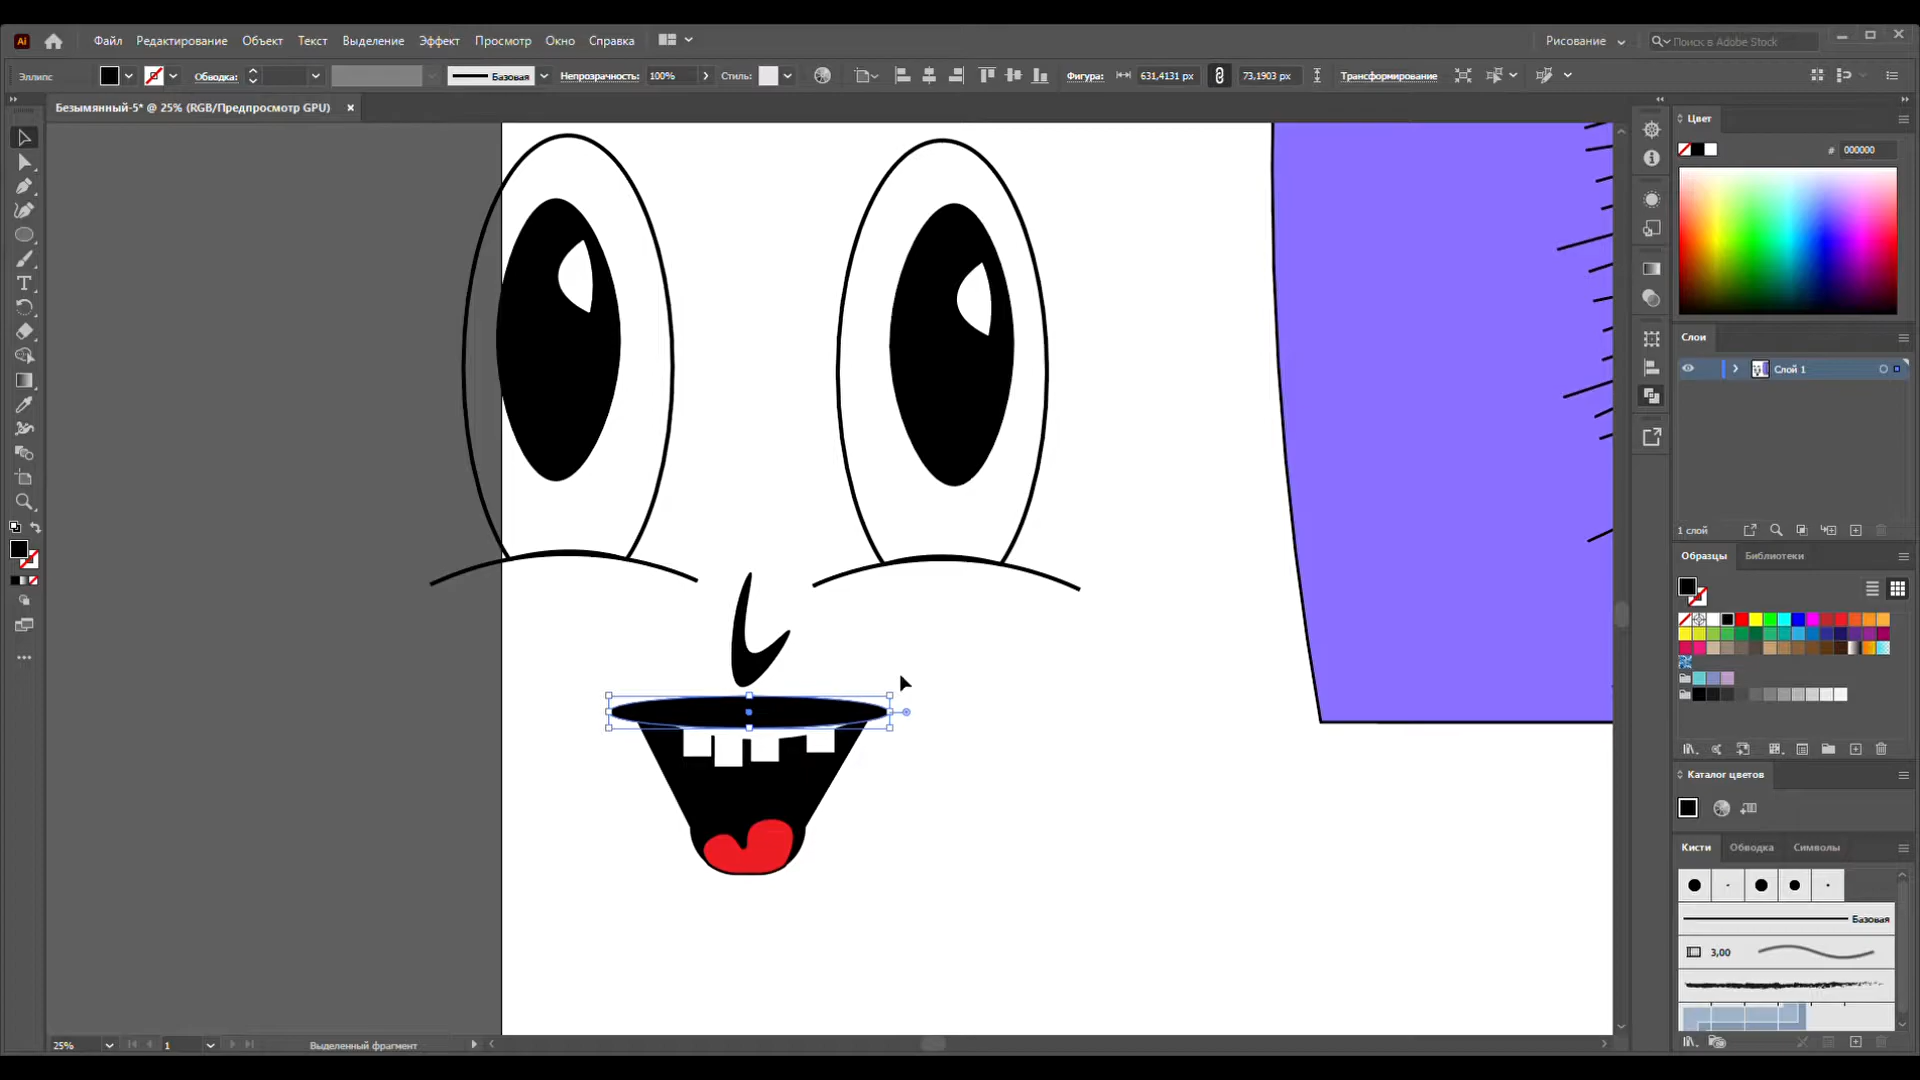 Ai Файл Редактирование Объект Текст Выделение Эффект Просмотр Окно Справка Рисование Поиск в Adobe Stock
Эллипс Обводка: Базовая Непрозрачность: 100% Стиль: Фигура: 631,4131 px 73,1903 px Трансформирование
Безымянный-5* @ 25% (RGB/Предпросмотр GPU)
Цвет
# 000000
Слои
Слой 1
1 слой
Образцы Библиотеки
Каталог цветов
Кисти Обводка Символы
Базовая
3,00
25% 1 Выделенный фрагмент